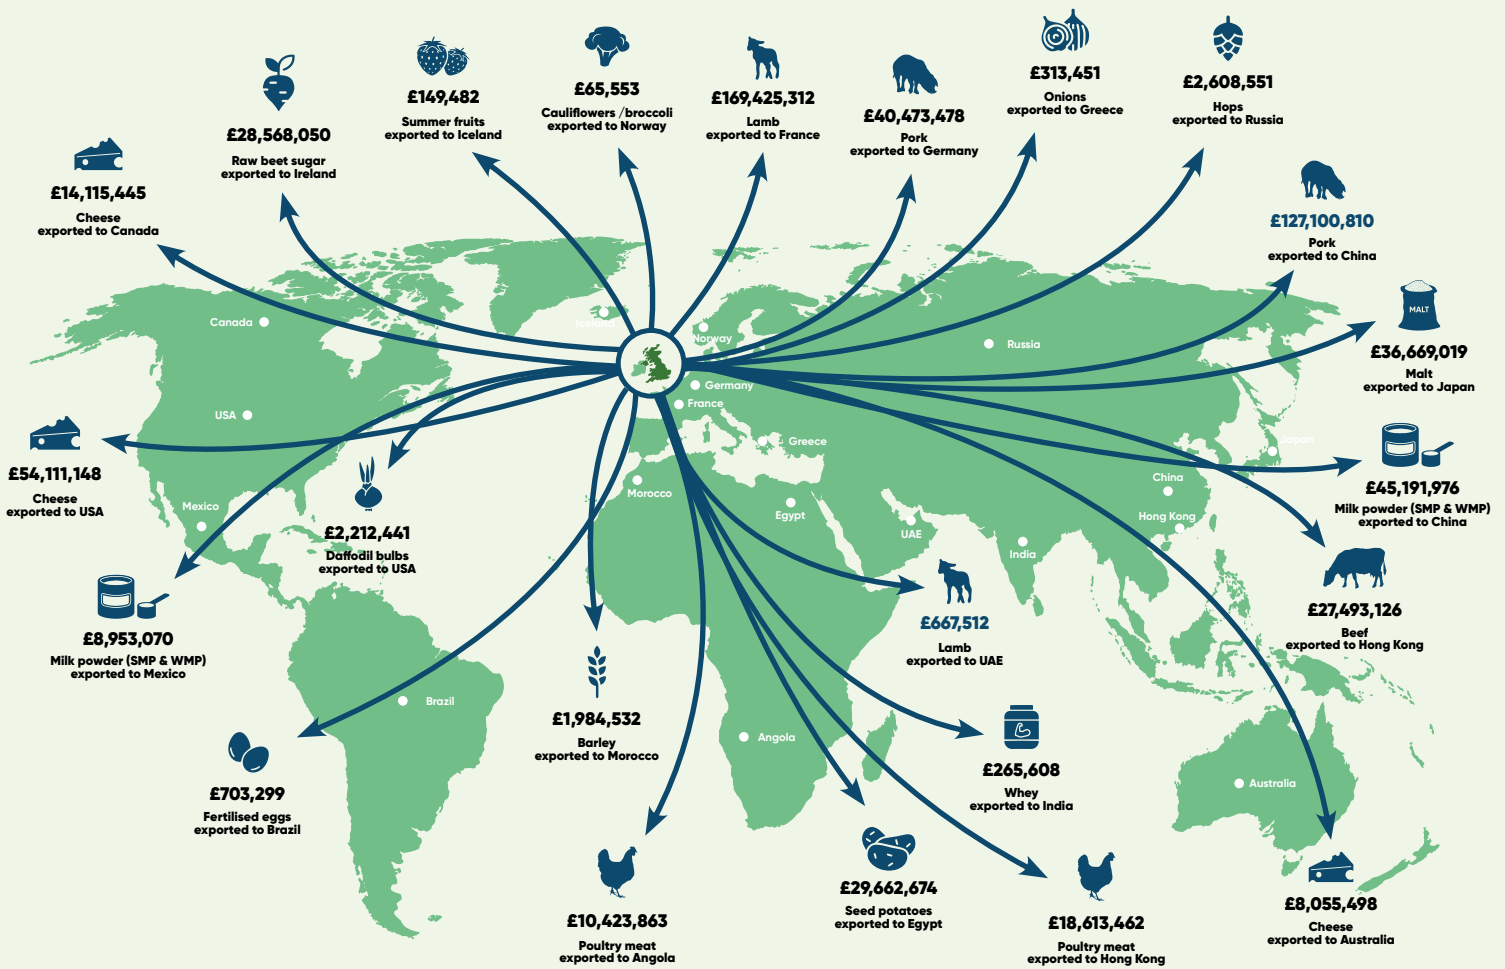 £14,115,445
Cheese
exported to Canada
£28,568,050
Raw beet sugar
exported to Ireland
£149,482
Summer fruits
exported to Iceland
£65,553
Cauliflowers /broccoli
exported to Norway
£169,425,312
Lamb
exported to France
£40,473,478
Pork
exported to Germany
£313,451
Onions
exported to Greece
£2,608,551
Hops
exported to Russia
£127,100,810
Pork
exported to China
MALT
£36,669,019
Malt
exported to Japan
£45,191,976
Milk powder (SMP & WMP)
exported to China
£27,493,126
Beef
exported to Hong Kong
£8,055,498
Cheese
exported to Australia
£18,613,462
Poultry meat
exported to Hong Kong
£29,662,674
Seed potatoes
exported to Egypt
£265,608
Whey
exported to India
£667,512
Lamb
exported to UAE
£10,423,863
Poultry meat
exported to Angola
£1,984,532
Barley
exported to Morocco
£703,299
Fertilised eggs
exported to Brazil
£8,953,070
Milk powder (SMP & WMP)
exported to Mexico
£2,212,441
Daffodil bulbs
exported to USA
£54,111,148
Cheese
exported to USA
Canada
USA
Mexico
Brazil
Iceland
Norway
Germany
France
Greece
Morocco
Egypt
UAE
Angola
Russia
India
China
Hong Kong
Japan
Australia